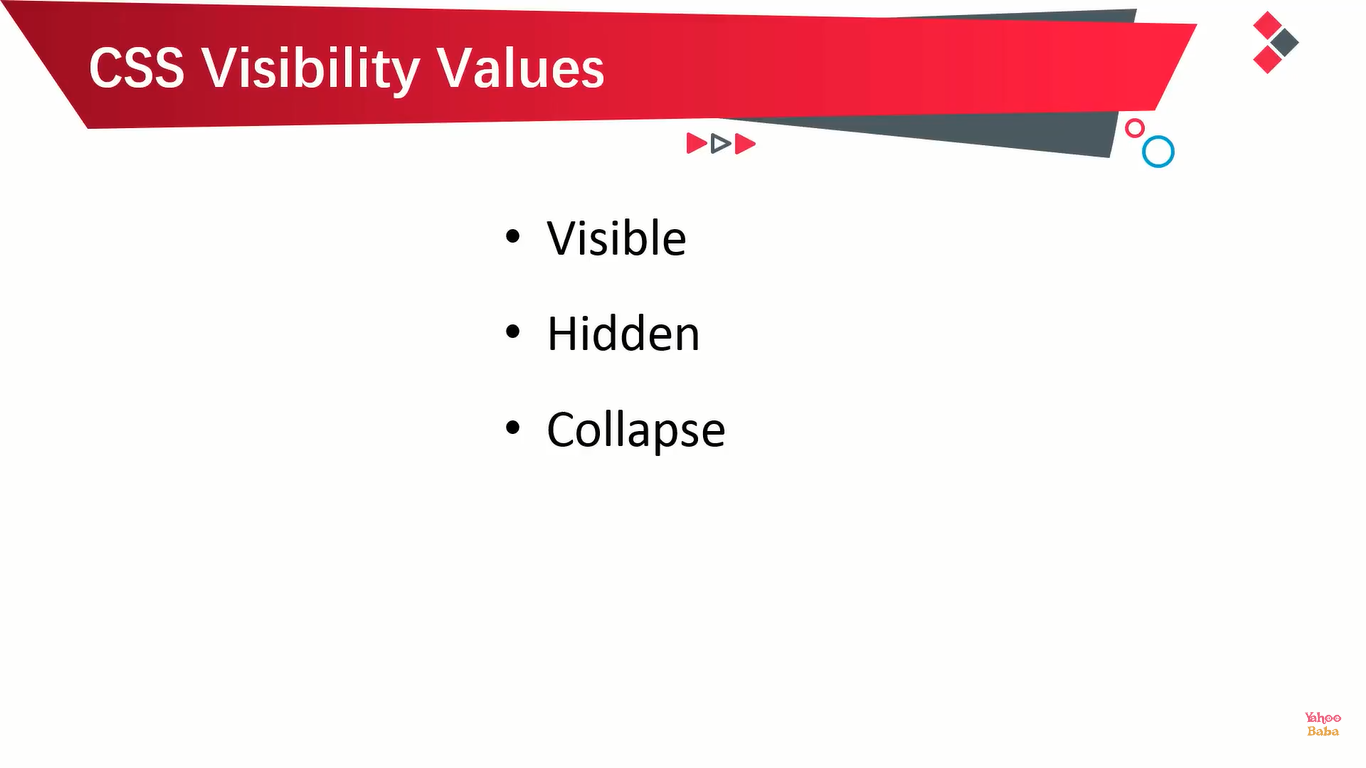 CSS Visibility Values
• Visible
• Hidden
• Collapse
Yahoo
Baba